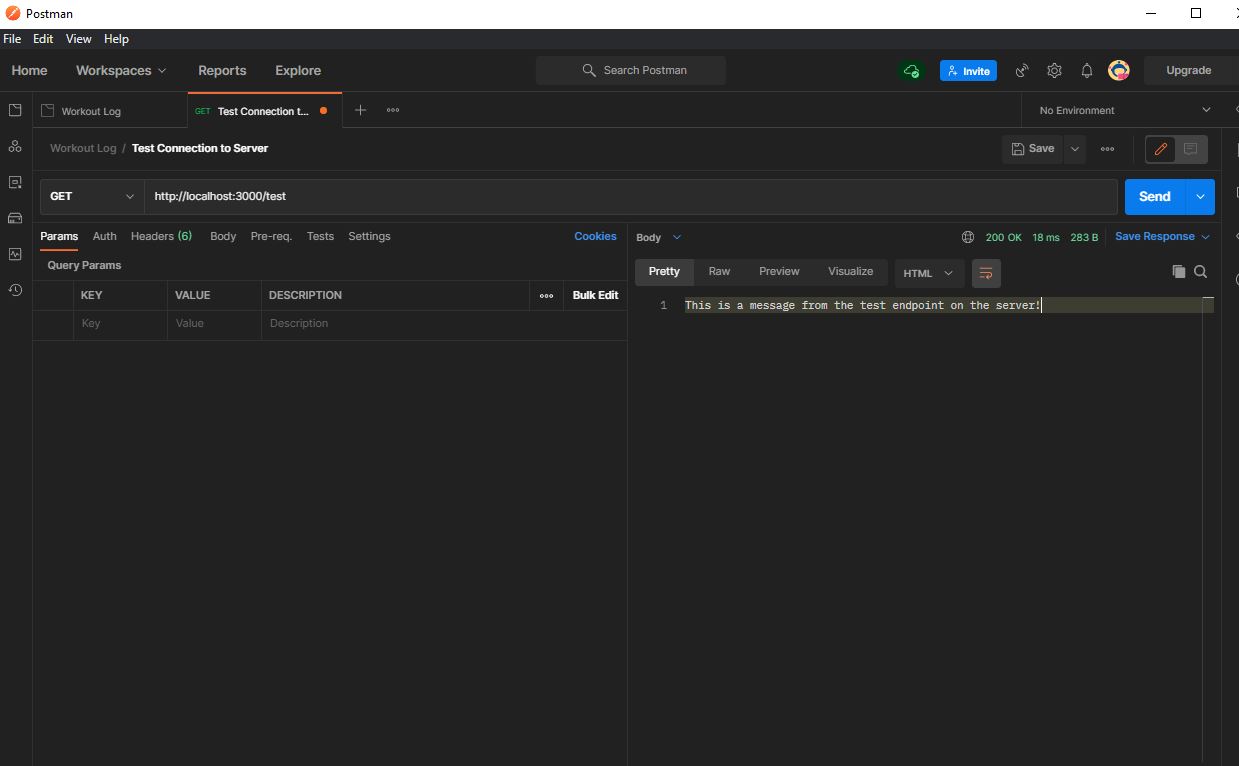 Postman
File Edit View Help
Home Workspaces Reports Explore Search Postman Invite Upgrade
Workout Log GET Test Connection t... No Environment
Workout Log / Test Connection to Server Save
GET http://localhost:3000/test Send
Params Auth Headers (6) Body Pre-req. Tests Settings Cookies
Body 200 OK 18 ms 283 B Save Response
Query Params
Pretty Raw Preview Visualize HTML
KEY VALUE DESCRIPTION Bulk Edit
Key Value Description
1 This is a message from the test endpoint on the server!